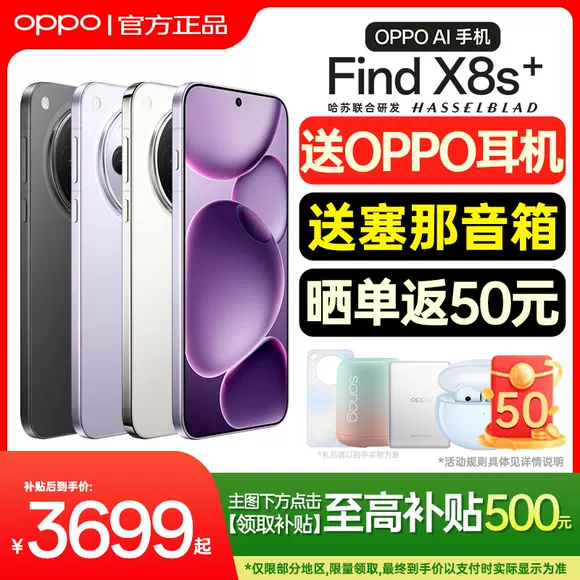 oppo | 官方正品
OPPO AI 手机
Find X8s+
哈苏联合研发 HASSELBLAD
送OPPO耳机
送塞那音箱
晒单返50元
sanag
oppo
50
*礼品请以到手实物为准
*活动规则具体见详情说明
补贴后到手价:
¥3699起
主图下方点击
【领取补贴】
至高补贴500元
*仅限部分地区,限量领取,最终到手价以支付时实际显示为准